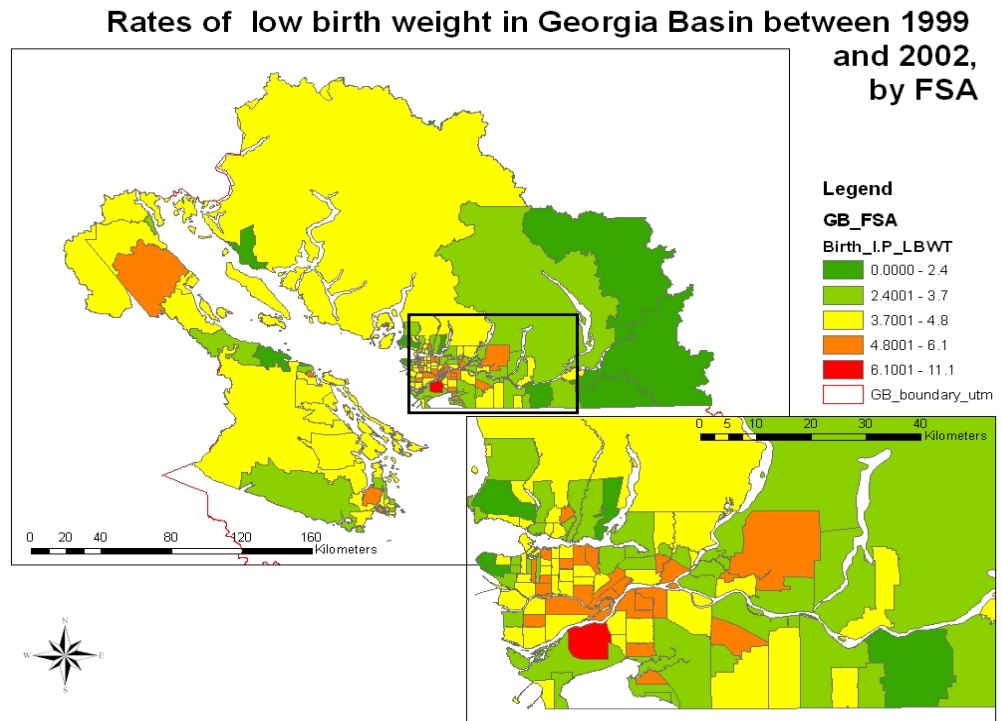 Rates of low birth weight in Georgia Basin between 1999
and 2002,
by FSA
Legend
GB_FSA
Birth_I.P_LBWT
0.0000 - 2.4
2.4001 - 3.7
3.7001 - 4.8
4.8001 - 6.1
6.1001 - 11.1
GB_boundary_utm
0 5 10 20 30 40
Kilometers
0 20 40 80 120 160
Kilometers
N
W E
S